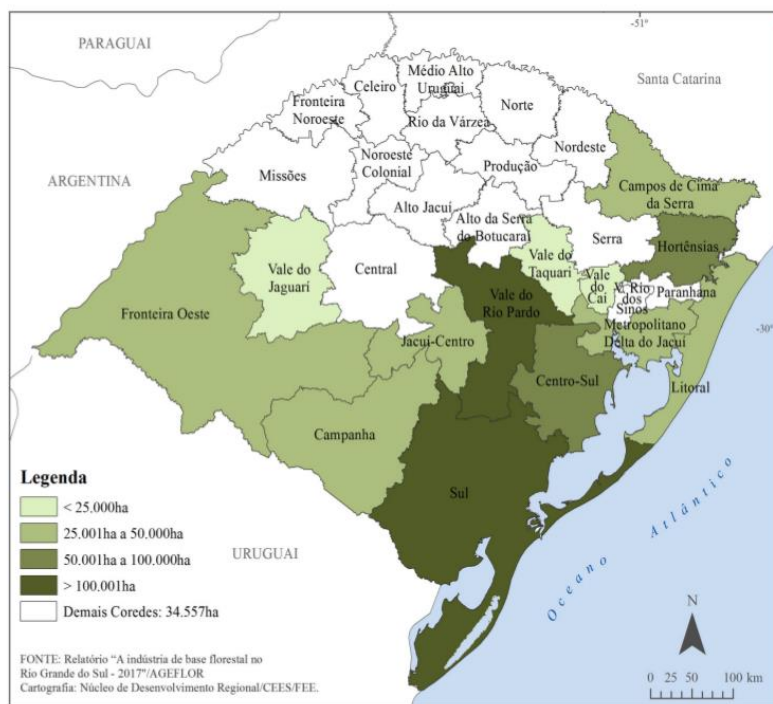 -51°
PARAGUAI
Santa Catarina
Médio Alto
Uruguai
Celeiro
Norte
Fronteira
Noroeste
Rio da Várzea
Nordeste
Noroeste
Colonial
Produção
ARGENTINA
Missões
Campos de Cima
da Serra
Alto Jacuí
Alto da Serra
do Botucaraí
Serra
Hortênsias
Vale do
Jaguarí
Central
Vale do
Taquari
Vale
do
Caí
V. Rio
dos
Sinos
Paranhana
Vale do
Rio Pardo
Fronteira Oeste
-30°
Jacuí-Centro
Metropolitano
Delta do Jacuí
Centro-Sul
Litoral
Campanha
Sul
Oceano Atlântico
Legenda
< 25.000ha
25.001ha a 50.000ha
50.001ha a 100.000ha
> 100.001ha
Demais Coredes: 34.557ha
URUGUAI
N
FONTE: Relatório "A indústria de base florestal no
Rio Grande do Sul - 2017"/AGEFLOR
Cartografia: Núcleo de Desenvolvimento Regional/CEES/FEE.
0 25 50 100 km